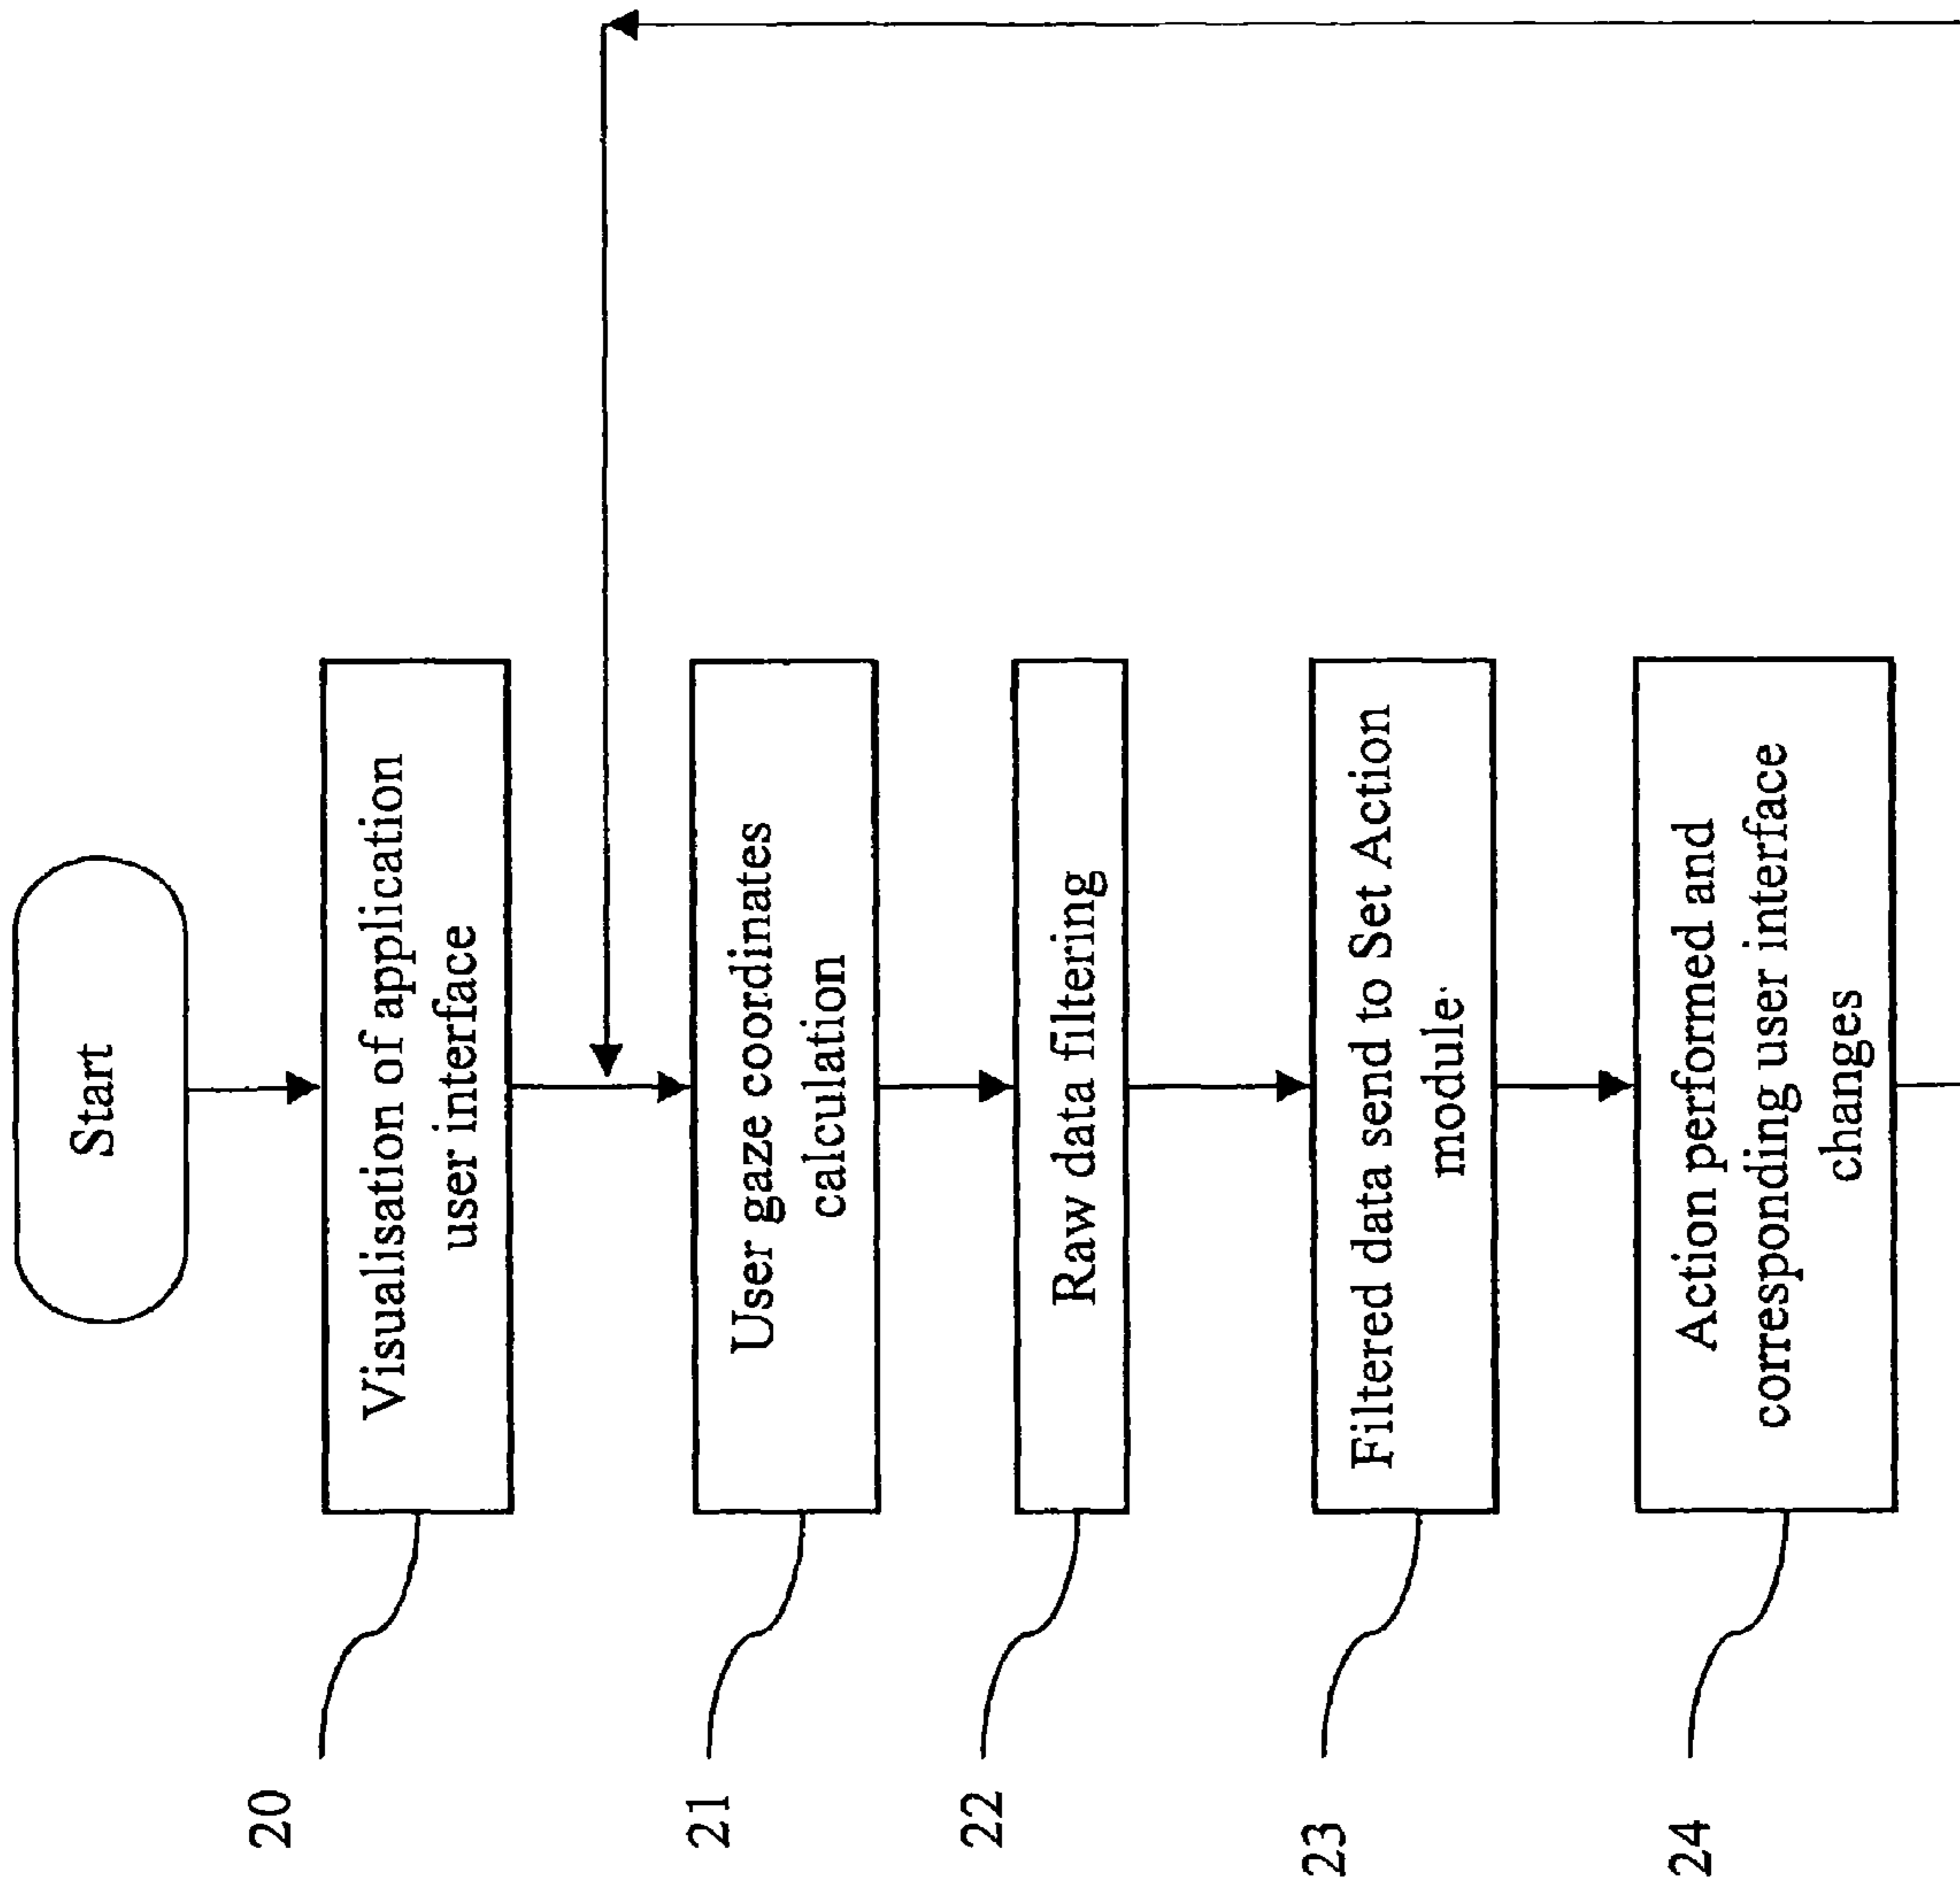 Start
20
Visualisation of application
user interface
21
User gaze coordinates
calculation
22
Raw data filtering
23
Filtered data send to Set Action
module
24
Action performed and
corresponding user interface
changes